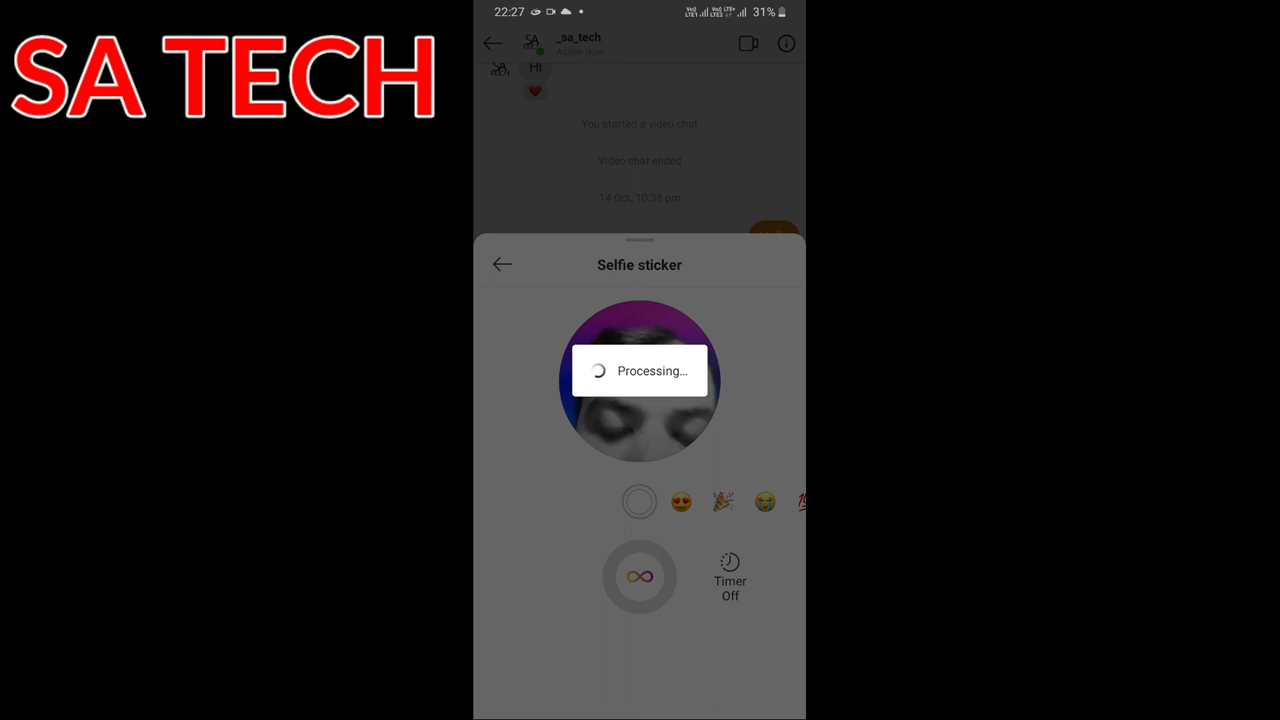 SA TECH
22:27
31%
_sa_tech
Active now
Hi
You started a video chat
Video chat ended
14 Oct, 10:38 pm
Selfie sticker
Processing...
Timer
Off